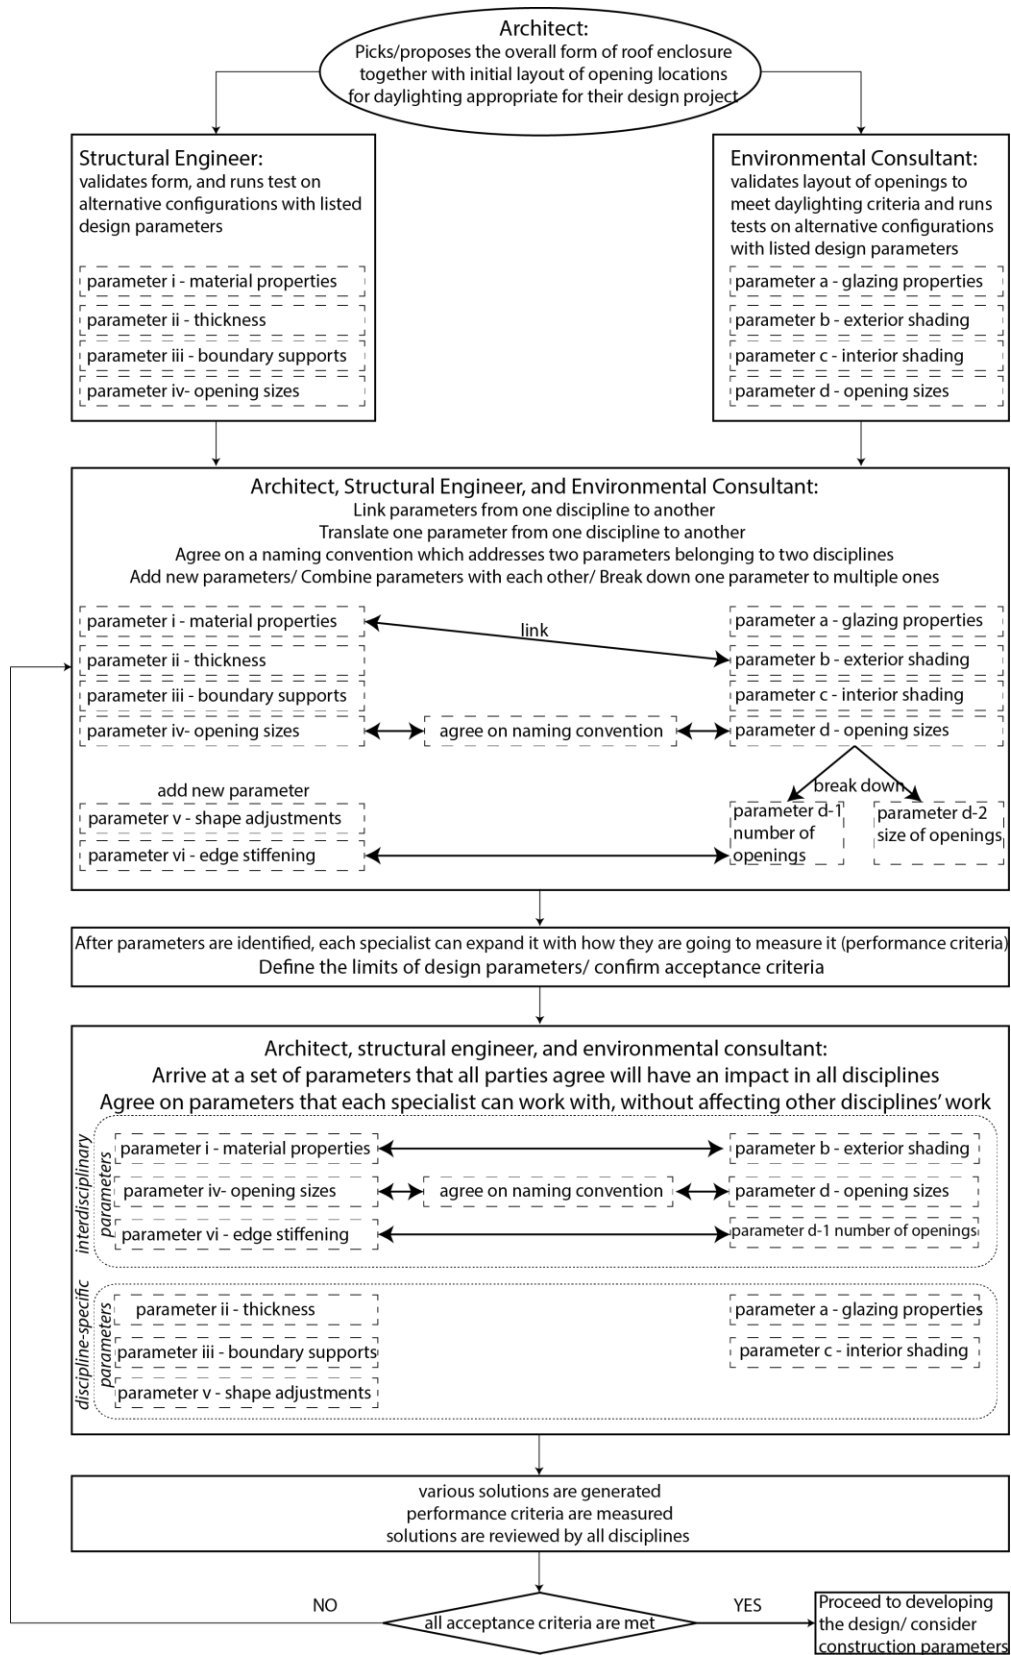 Architect:
Picks/proposes the overall form of roof enclosure
together with initial layout of opening locations
for daylighting appropriate for their design project
Structural Engineer:
validates form, and runs test on
alternative configurations with listed
design parameters
parameter i - material properties
parameter ii - thickness
parameter iii - boundary supports
parameter iv- opening sizes
Environmental Consultant:
validates layout of openings to
meet daylighting criteria and runs
tests on alternative configurations
with listed design parameters
parameter a - glazing properties
parameter b - exterior shading
parameter c - interior shading
parameter d - opening sizes
Architect, Structural Engineer, and Environmental Consultant:
Link parameters from one discipline to another
Translate one parameter from one discipline to another
Agree on a naming convention which addresses two parameters belonging to two disciplines
Add new parameters/ Combine parameters with each other/ Break down one parameter to multiple ones
parameter i - material properties
link
parameter a - glazing properties
parameter ii - thickness
parameter b - exterior shading
parameter iii - boundary supports
parameter c - interior shading
parameter iv- opening sizes
agree on naming convention
parameter d - opening sizes
break down
add new parameter
parameter v - shape adjustments
parameter vi - edge stiffening
parameter d-1
number of
openings
parameter d-2
size of openings
After parameters are identified, each specialist can expand it with how they are going to measure it (performance criteria)
Define the limits of design parameters/ confirm acceptance criteria
Architect, structural engineer, and environmental consultant:
Arrive at a set of parameters that all parties agree will have an impact in all disciplines
Agree on parameters that each specialist can work with, without affecting other disciplines' work
interdisciplinary
parameters
parameter i - material properties
parameter b - exterior shading
parameter iv- opening sizes
agree on naming convention
parameter d - opening sizes
parameter vi - edge stiffening
parameter d-1 number of openings
discipline-specific
parameters
parameter ii - thickness
parameter a - glazing properties
parameter iii - boundary supports
parameter c - interior shading
parameter v - shape adjustments
various solutions are generated
performance criteria are measured
solutions are reviewed by all disciplines
NO
all acceptance criteria are met
YES
Proceed to developing
the design/ consider
construction parameters